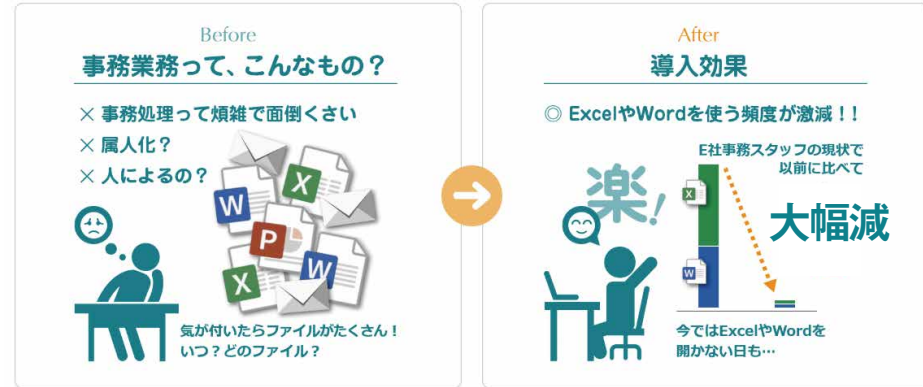 Before
事務業務って、こんなもの？
× 事務処理って煩雑で面倒くさい
× 属人化？
× 人によるの？
X
W
P
W
X
気が付いたらファイルがたくさん！
いつ？どのファイル？
After
導入効果
◎ ExcelやWordを使う頻度が激減！！
E社事務スタッフの現状で
以前に比べて
楽！
X
大幅減
W
今ではExcelやWordを
開かない日も…